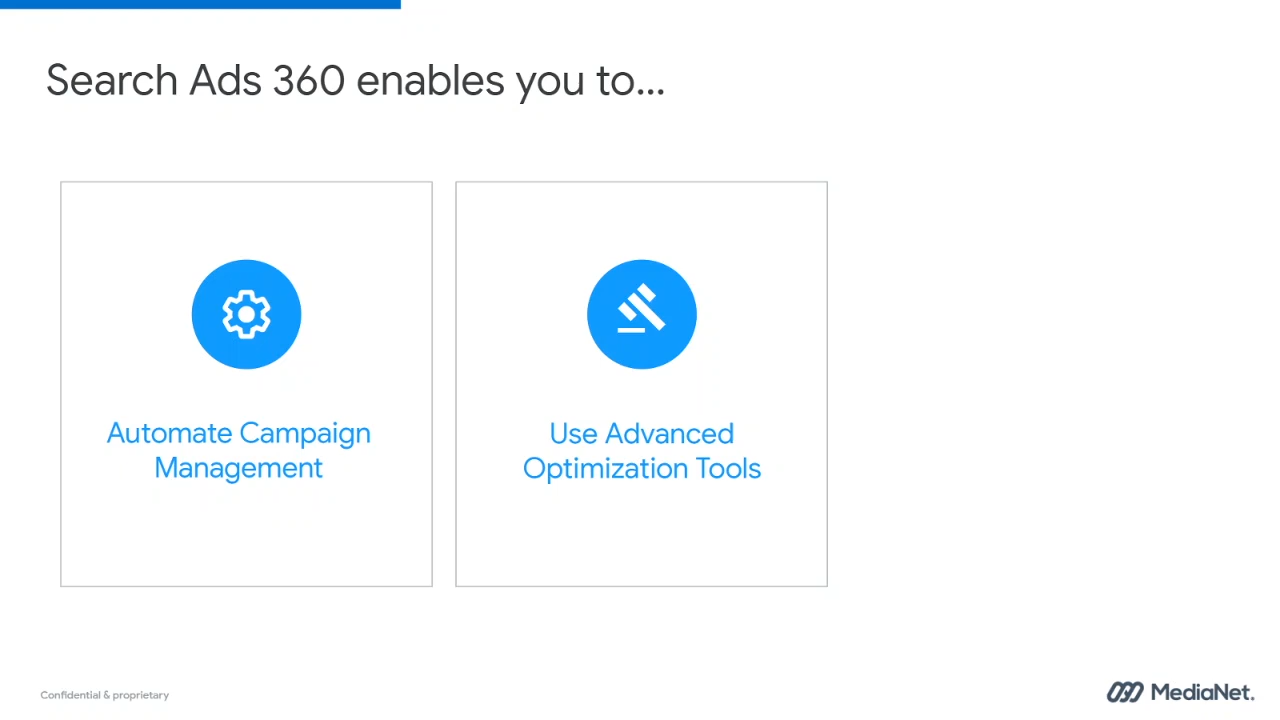 Search Ads 360 enables you to...
Automate Campaign
Management
Use Advanced
Optimization Tools
Confidential & proprietary
MediaNet.